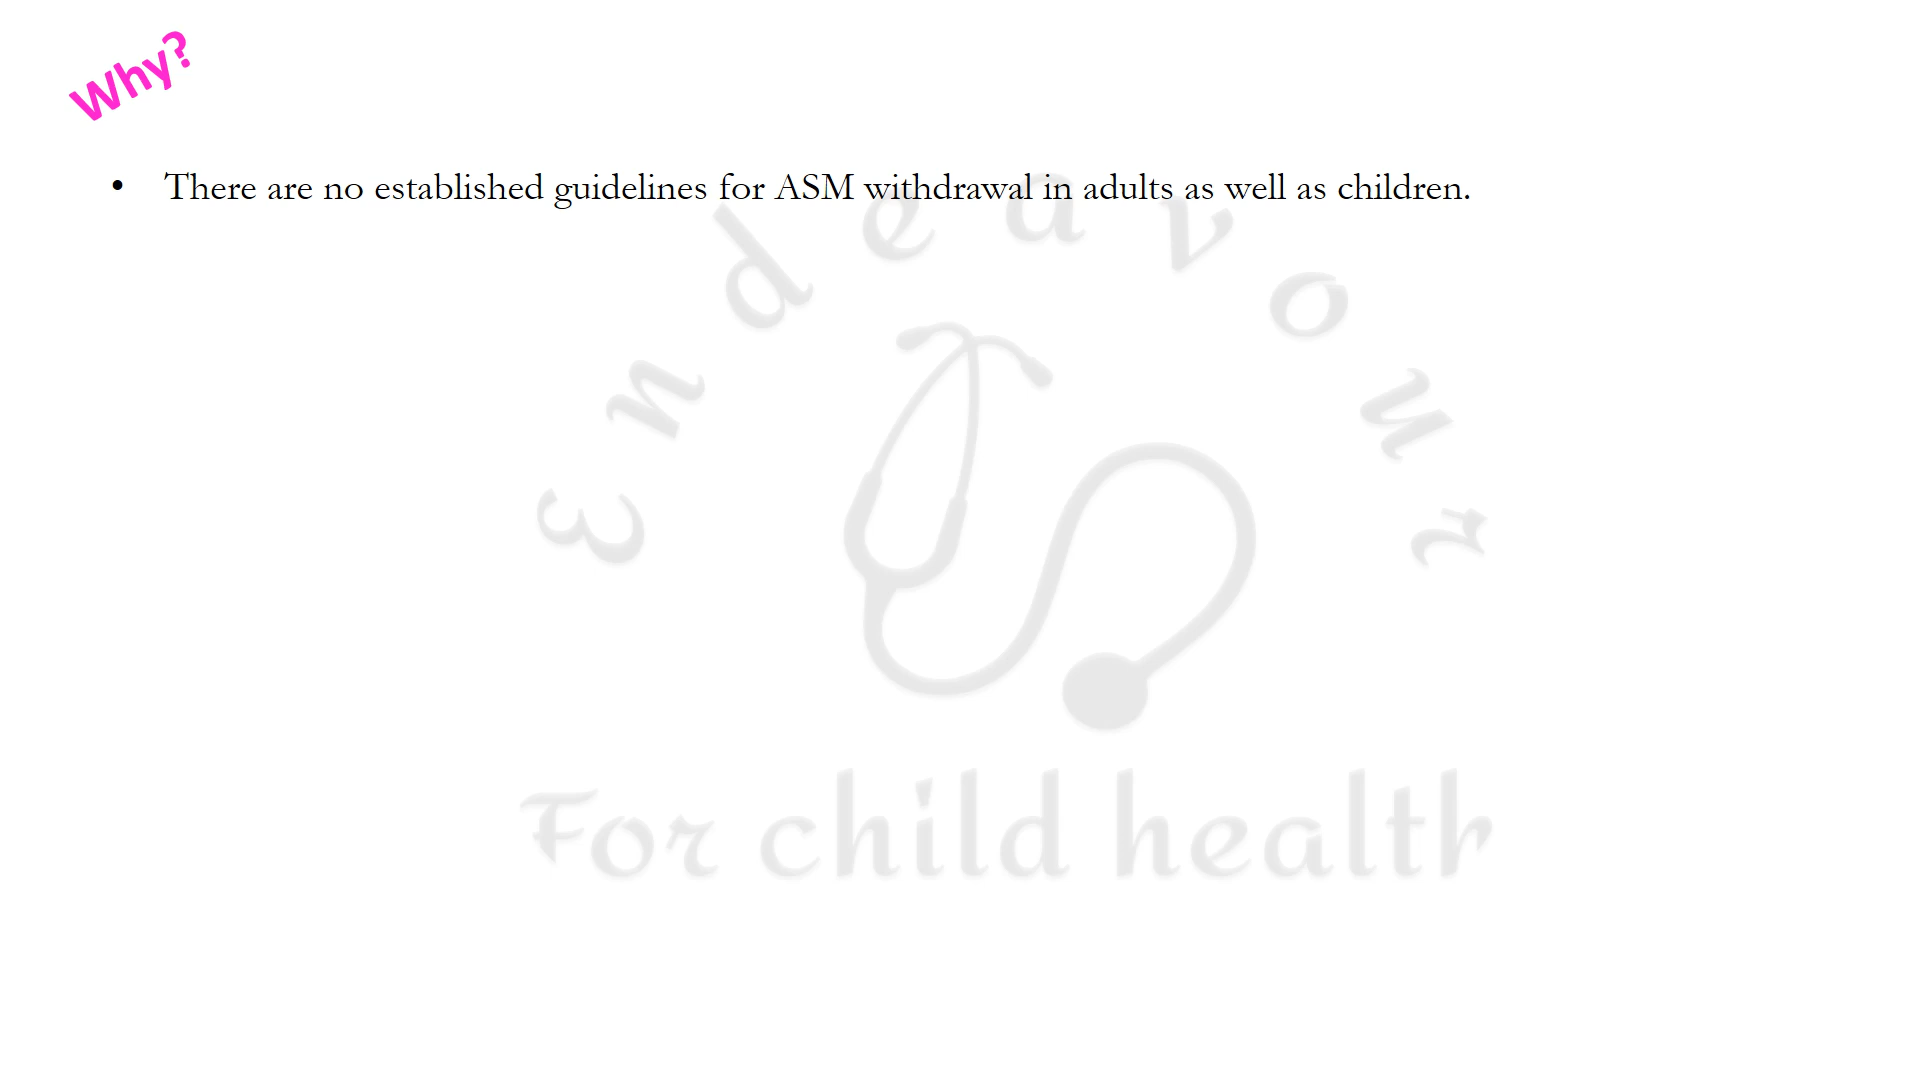 Why?
• There are no established guidelines for ASM withdrawal in adults as well as children.
Endeavour
For child health